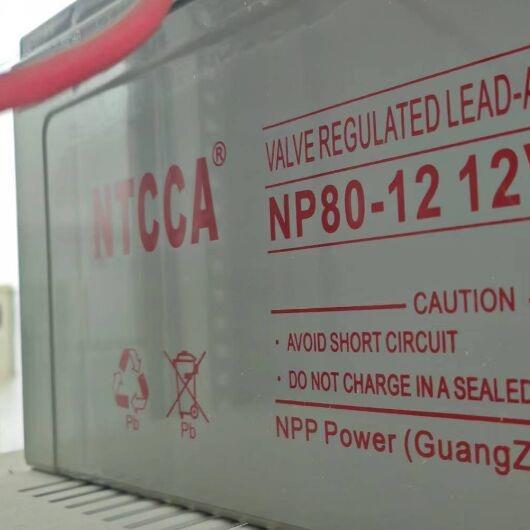 NTCCA®
VALVE REGULATED LEAD-A
NP80-12 12V
CAUTION
· AVOID SHORT CIRCUIT
· DO NOT CHARGE IN A SEALED
NPP Power (GuangZ
Pb
Pb